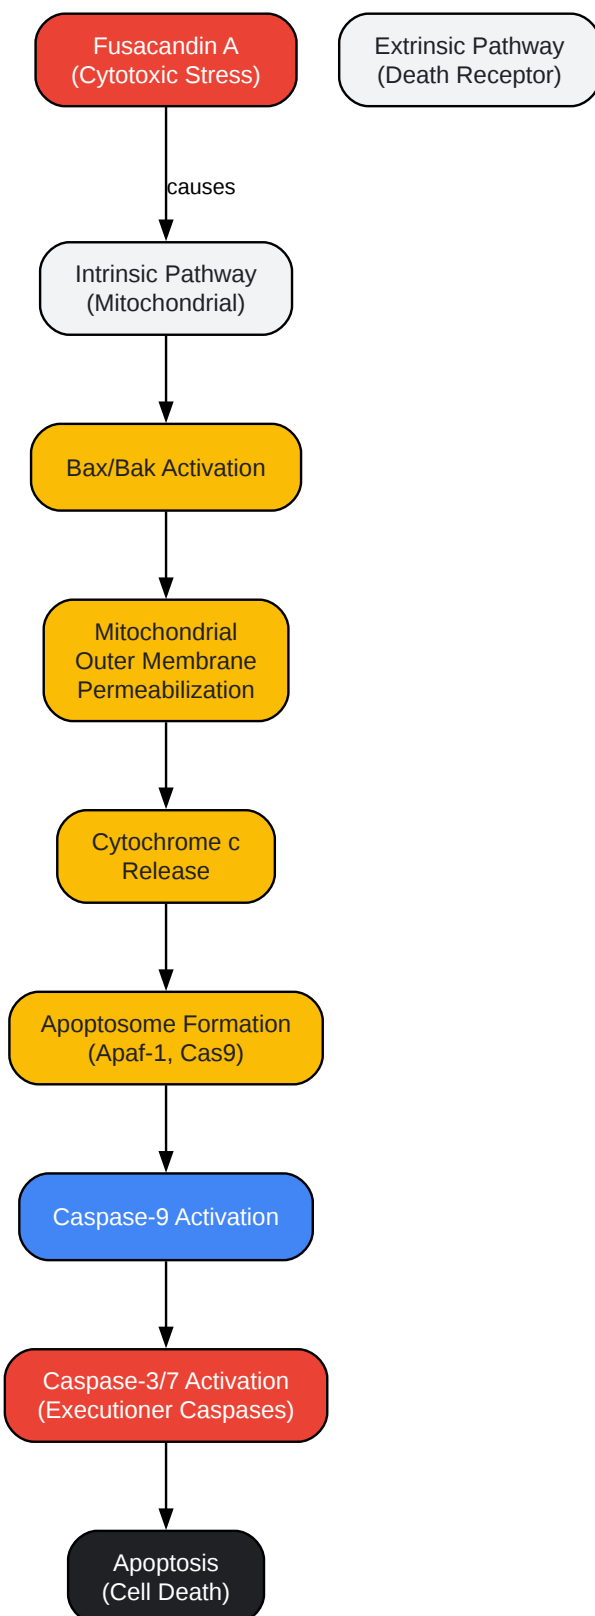 Fusacandin A
(Cytotoxic Stress)
Extrinsic Pathway
(Death Receptor)
causes
Intrinsic Pathway
(Mitochondrial)
Bax/Bak Activation
Mitochondrial
Outer Membrane
Permeabilization
Cytochrome c
Release
Apoptosome Formation
(Apaf-1, Cas9)
Caspase-9 Activation
Caspase-3/7 Activation
(Executioner Caspases)
Apoptosis
(Cell Death)